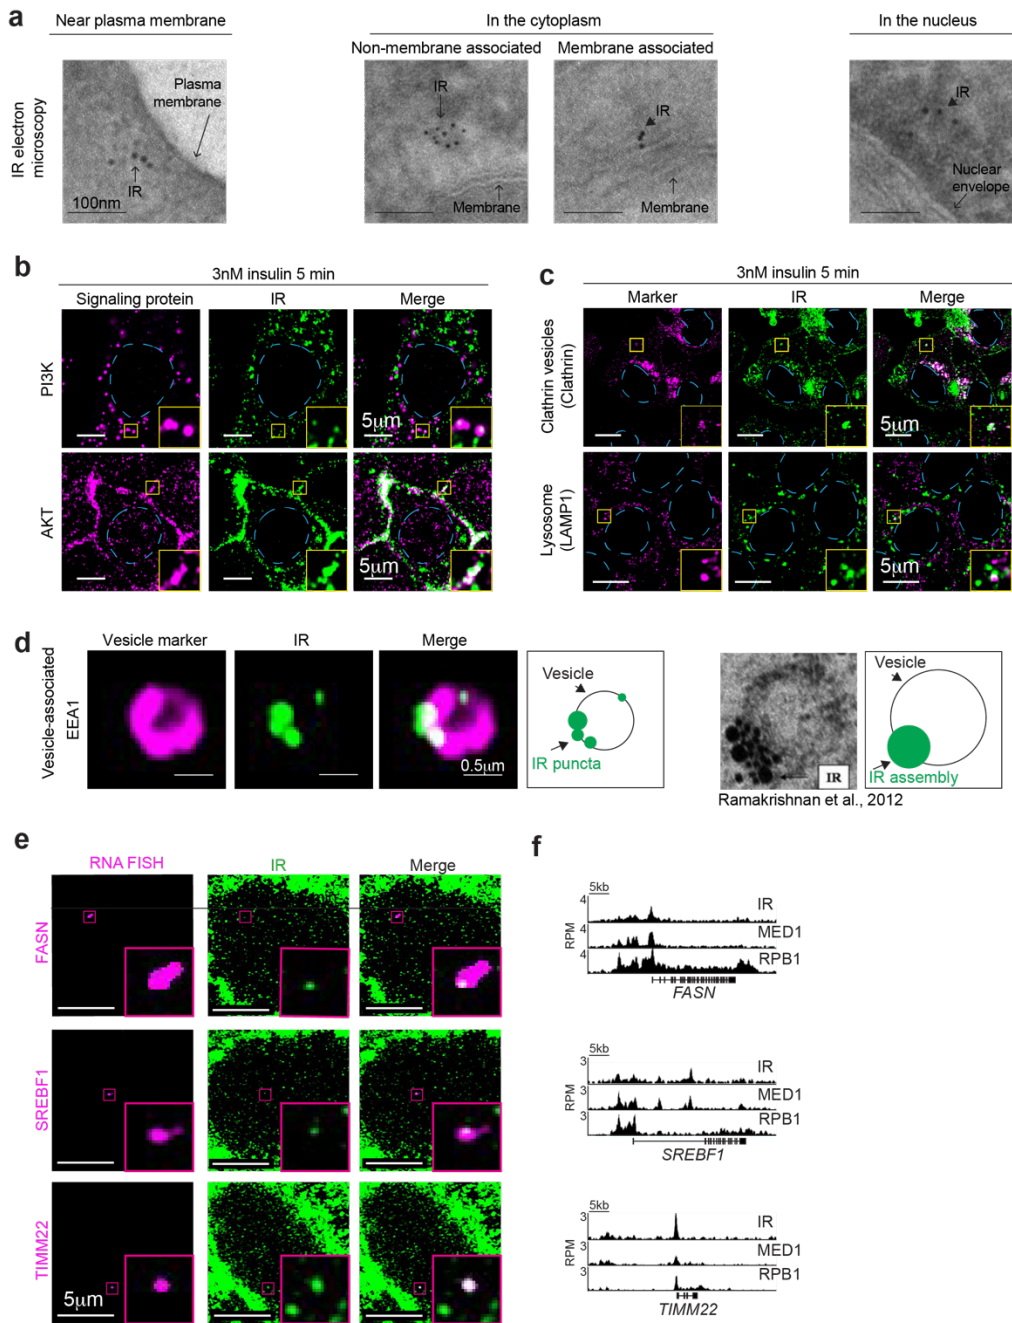 a
Near plasma membrane
In the cytoplasm
In the nucleus
Non-membrane associated
Membrane associated
IR electron
microscopy
Plasma
membrane
IR
100nm
IR
Membrane
IR
Membrane
IR
Nuclear
envelope
b
3nM insulin 5 min
Signaling protein
IR
Merge
PI3K
5μm
AKT
5μm
c
3nM insulin 5 min
Marker
IR
Merge
Clathrin vesicles
(Clathrin)
5μm
Lysosome
(LAMP1)
5μm
d
Vesicle marker
IR
Merge
Vesicle-associated
EEA1
0.5μm
Vesicle
IR puncta
IR
Ramakrishnan et al., 2012
Vesicle
IR assembly
e
RNA FISH
IR
Merge
FASN
SREBF1
TIMM22
5μm
f
5kb
4
IR
4
MED1
RPM
4
RPB1
FASN
5kb
3
IR
3
MED1
RPM
3
RPB1
SREBF1
5kb
3
IR
3
MED1
RPM
3
RPB1
TIMM22